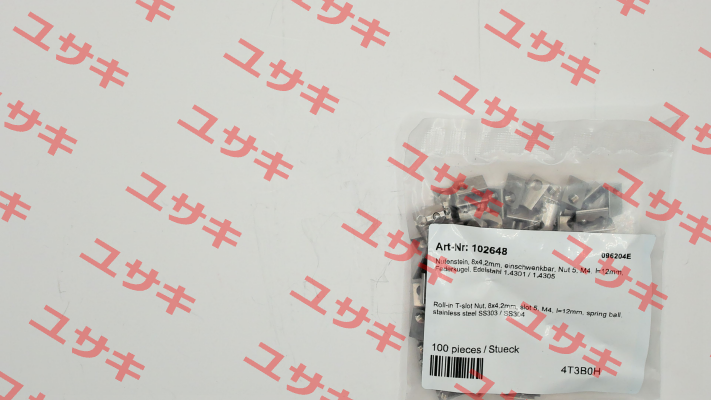 ユサキ
Art-Nr: 102648
096204E
Nutenstein, 8x4,2mm, einschwenkbar, Nut 5, M4, l=12mm,
Federkugel, Edelstahl 1.4301 / 1.4305
Roll-in T-slot Nut, 8x4,2mm, slot 5, M4, l=12mm, spring ball,
stainless steel SS303 / SS304
100 pieces / Stueck
4T3B0H